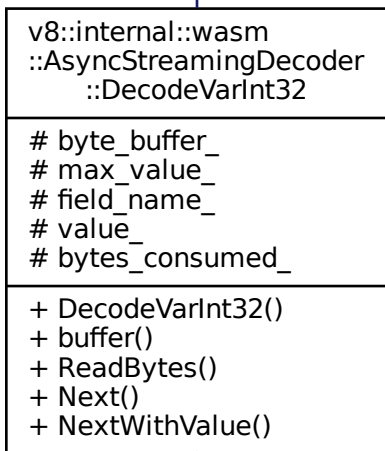 v8::internal::wasm
::AsyncStreamingDecoder
::DecodeVarInt32
# byte_buffer_
# max_value_
# field_name_
# value_
# bytes_consumed_
+ DecodeVarInt32()
+ buffer()
+ ReadBytes()
+ Next()
+ NextWithValue()